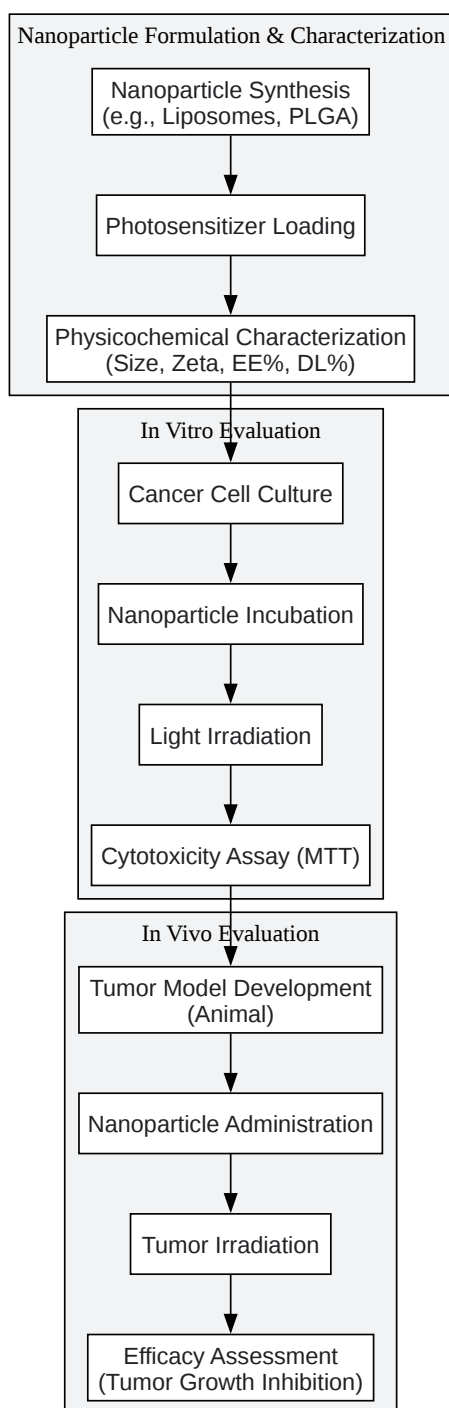 Nanoparticle Formulation & Characterization
Nanoparticle Synthesis
(e.g., Liposomes, PLGA)
Photosensitizer Loading
Physicochemical Characterization
(Size, Zeta, EE%, DL%)
In Vitro Evaluation
Cancer Cell Culture
Nanoparticle Incubation
Light Irradiation
Cytotoxicity Assay (MTT)
In Vivo Evaluation
Tumor Model Development
(Animal)
Nanoparticle Administration
Tumor Irradiation
Efficacy Assessment
(Tumor Growth Inhibition)